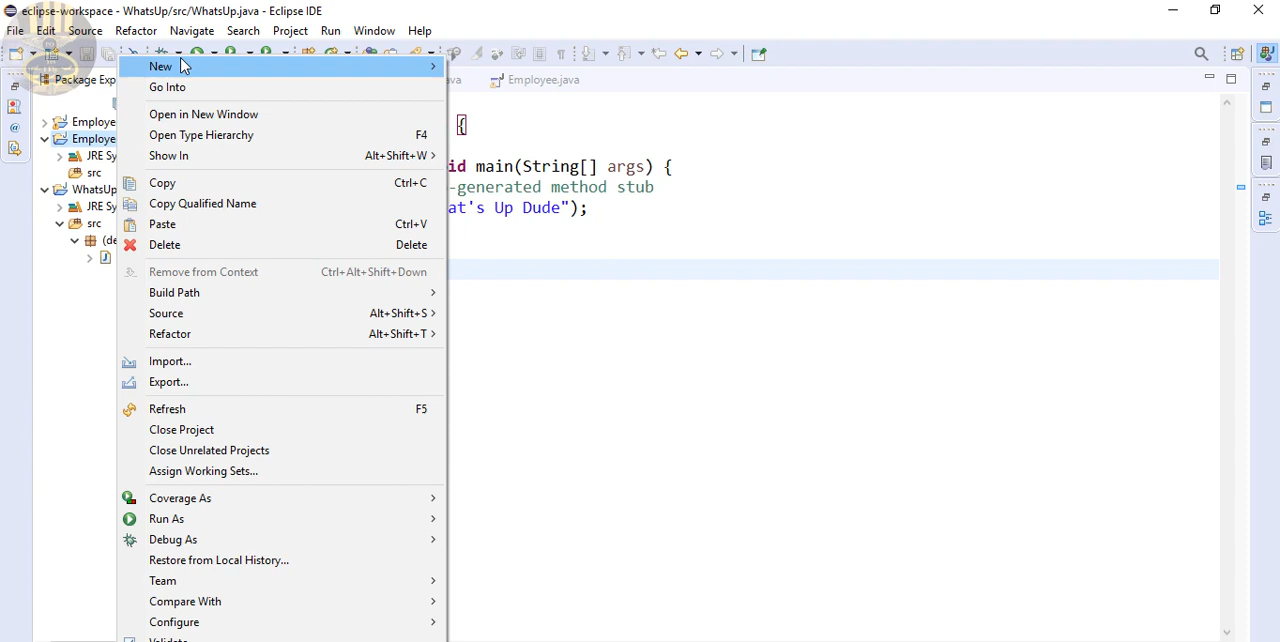 eclipse-workspace - WhatsUp/src/WhatsUp.java - Eclipse IDE
File Edit Source Refactor Navigate Search Project Run Window Help
Package Exp
New
Go Into
Open in New Window
Open Type Hierarchy F4
Show In Alt+Shift+W
Copy Ctrl+C
Copy Qualified Name
Paste Ctrl+V
Delete Delete
Remove from Context Ctrl+Alt+Shift+Down
Build Path
Source Alt+Shift+S
Refactor Alt+Shift+T
Import...
Export...
Refresh F5
Close Project
Close Unrelated Projects
Assign Working Sets...
Coverage As
Run As
Debug As
Restore from Local History...
Team
Compare With
Configure
Validate
Employe
Employe
JRE Sy
src
WhatsUp
JRE Sy
src
(de
ava Employee.java
{
id main(String[] args) {
-generated method stub
at's Up Dude");